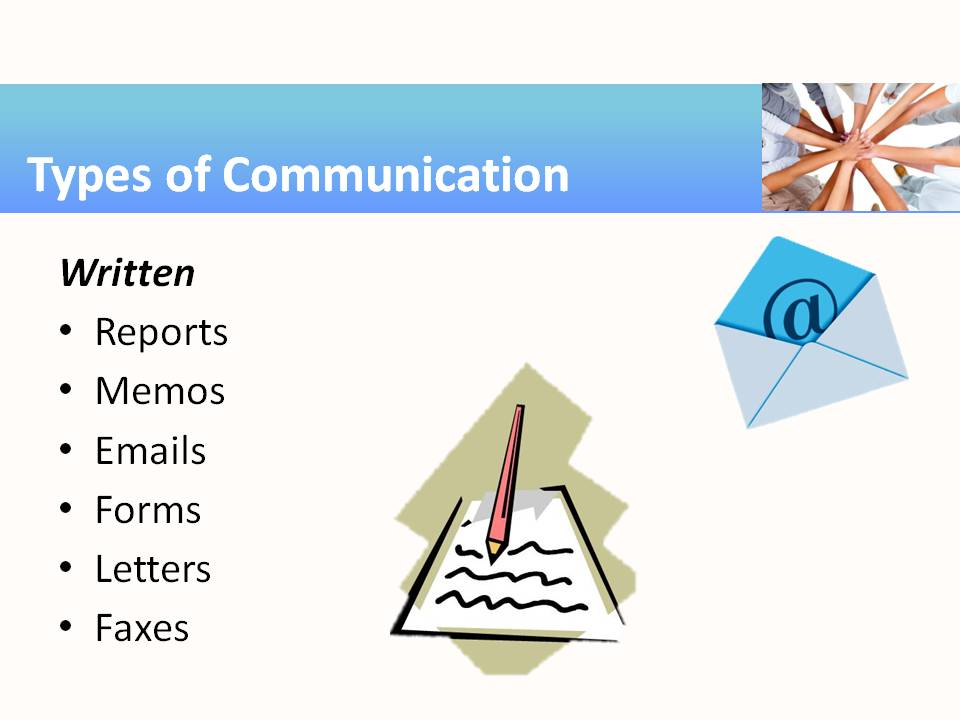 Types of Communication
Written
• Reports
• Memos
• Emails
• Forms
• Letters
• Faxes
@